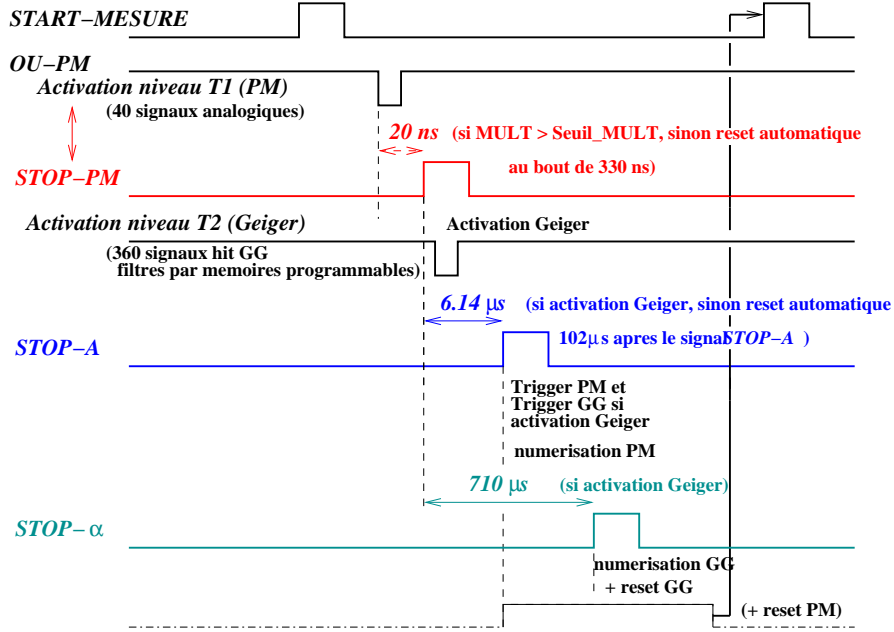 START–MESURE
OU–PM
Activation niveau T1 (PM)
(40 signaux analogiques)
20 ns (si MULT > Seuil_MULT, sinon reset automatique
au bout de 330 ns)
STOP–PM
Activation niveau T2 (Geiger)
Activation Geiger
(360 signaux hit GG
filtres par memoires programmables)
6.14 μs (si activation Geiger, sinon reset automatique
102μs apres le signal STOP–A )
STOP–A
Trigger PM et
Trigger GG si
activation Geiger
numerisation PM
710 μs (si activation Geiger)
STOP– α
numerisation GG
+ reset GG
(+ reset PM)